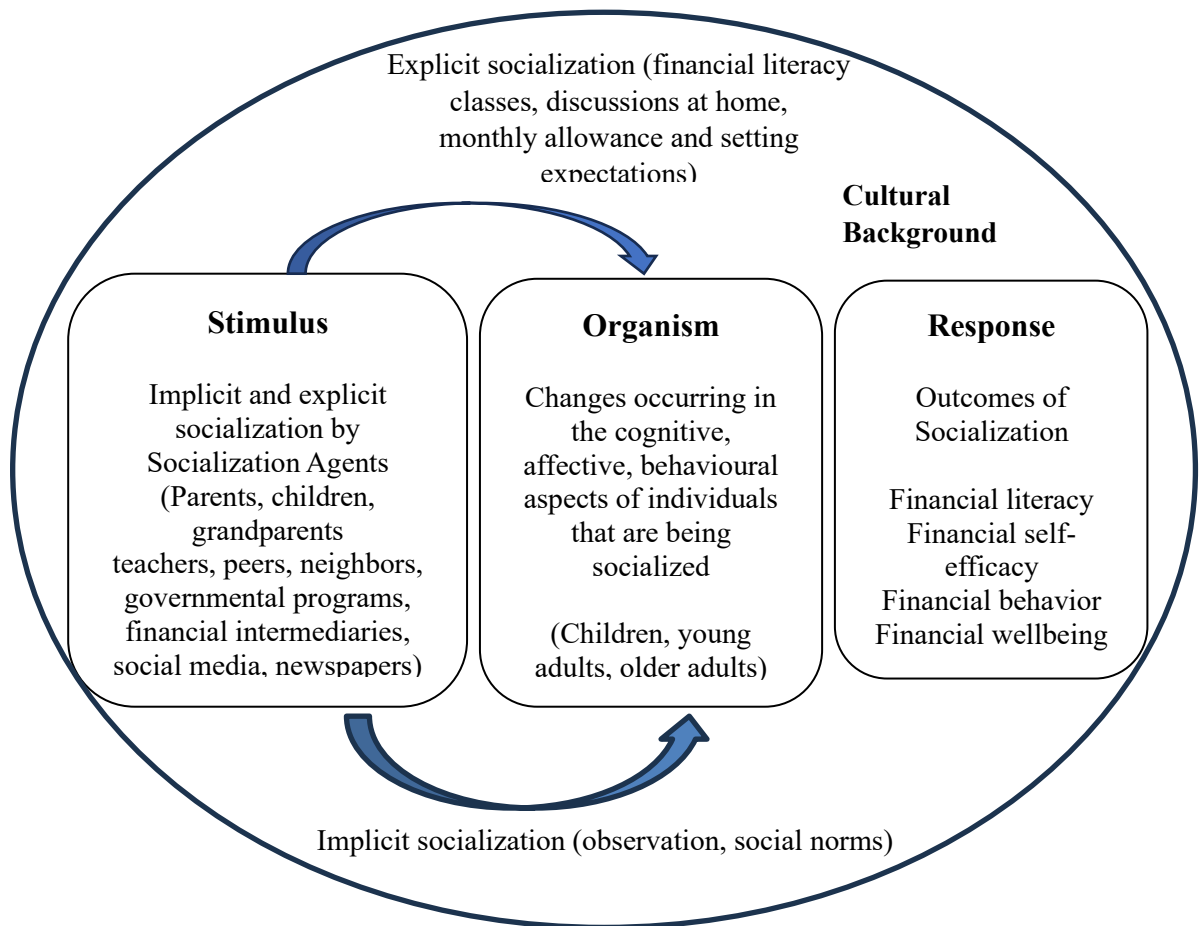 Explicit socialization (financial literacy
classes, discussions at home,
monthly allowance and setting
expectations)
Cultural
Background
Stimulus
Implicit and explicit
socialization by
Socialization Agents
(Parents, children,
grandparents
teachers, peers, neighbors,
governmental programs,
financial intermediaries,
social media, newspapers)
Organism
Changes occurring in
the cognitive,
affective, behavioural
aspects of individuals
that are being
socialized
(Children, young
adults, older adults)
Response
Outcomes of
Socialization
Financial literacy
Financial self-
efficacy
Financial behavior
Financial wellbeing
Implicit socialization (observation, social norms)